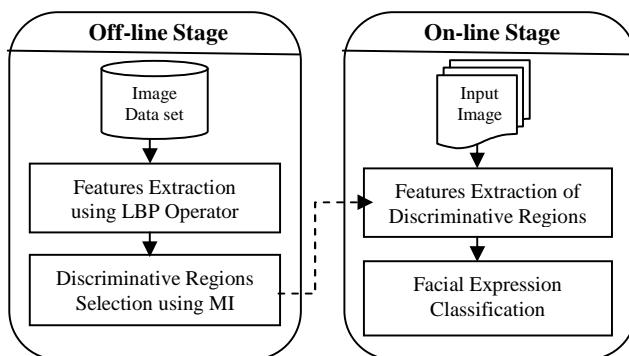 Off-line Stage
Image
Data set
Features Extraction
using LBP Operator
Discriminative Regions
Selection using MI
On-line Stage
Input
Image
Features Extraction of
Discriminative Regions
Facial Expression
Classification